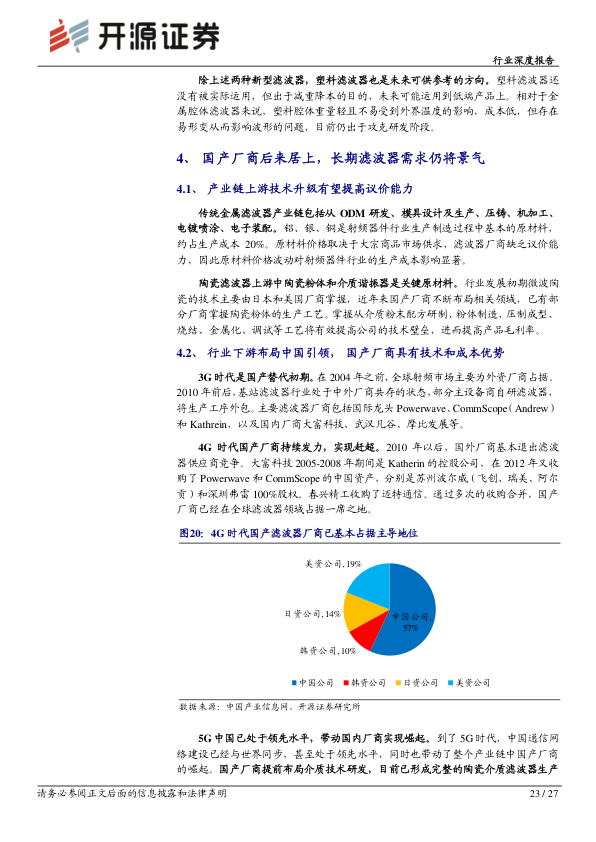 开源证券
行业深度报告
除上述两种新型滤波器，塑料滤波器也是未来可供参考的方向。塑料滤波器还
没有被实际运用，但出于减重降本的目的，未来可能运用到低端产品上。相对于金
属腔体滤波器来说，塑料腔体重量轻且不易受到外界温度的影响，成本低，但存在
易形变从而影响波形的问题，目前仍出于攻克研发阶段。
4、 国产厂商后来居上，长期滤波器需求仍将景气
4.1、 产业链上游技术升级有望提高议价能力
传统金属滤波器产业链包括从 ODM 研发、模具设计及生产、压铸、机加工、
电镀喷涂、电子装配。铝、银、铜是射频器件行业生产制造过程中基本的原材料，
约占生产成本 20%。原材料价格取决于大宗商品市场供求，滤波器厂商缺乏议价能
力，因此原材料价格波动对射频器件行业的生产成本影响显著。
陶瓷滤波器上游中陶瓷粉体和介质谐振器是关键原材料。行业发展初期微波陶
瓷的技术主要由日本和美国厂商掌握，近年来国产厂商不断布局相关领域，已有部
分厂商掌握陶瓷粉体的生产工艺。掌握从介质粉末配方研制、粉体制造、压制成型、
烧结、金属化、调试等工艺将有效提高公司的技术壁垒，进而提高产品毛利率。
4.2、 行业下游布局中国引领， 国产厂商具有技术和成本优势
3G 时代是国产替代初期。在 2004 年之前，全球射频市场主要为外资厂商占据。
2010 年前后，基站滤波器行业处于中外厂商共存的状态，部分主设备商自研滤波器，
将生产工序外包。主要滤波器厂商包括国际龙头 Powerwave、CommScope（Andrew）
和 Kathrein，以及国内厂商大富科技、武汉凡谷、摩比发展等。
4G 时代国产厂商持续发力，实现赶超。2010 年以后，国外厂商基本退出滤波
器供应商竞争。大富科技 2005-2008 年期间是 Katherin 的控股公司，在 2012 年又收
购了 Powerwave 和 CommScope 的中国资产，分别是苏州波尔威（飞创、瑞美、阿尔
贡）和深圳弗雷 100%股权。春兴精工收购了迈特通信。通过多次的收购合并，国产
厂商已经在全球滤波器领域占据一席之地。
图20：4G 时代国产滤波器厂商已基本占据主导地位
美资公司, 19%
日资公司, 14%
韩资公司, 10%
中国公司,
57%
中国公司 韩资公司 日资公司 美资公司
数据来源：中国产业信息网、开源证券研究所
5G 中国已处于领先水平，带动国内厂商实现崛起。到了 5G 时代，中国通信网
络建设已经与世界同步，甚至处于领先水平，同时也带动了整个产业链中国产厂商
的崛起。国产厂商提前布局介质技术研发，目前已形成完整的陶瓷介质滤波器生产
请务必参阅正文后面的信息披露和法律声明
23 / 27